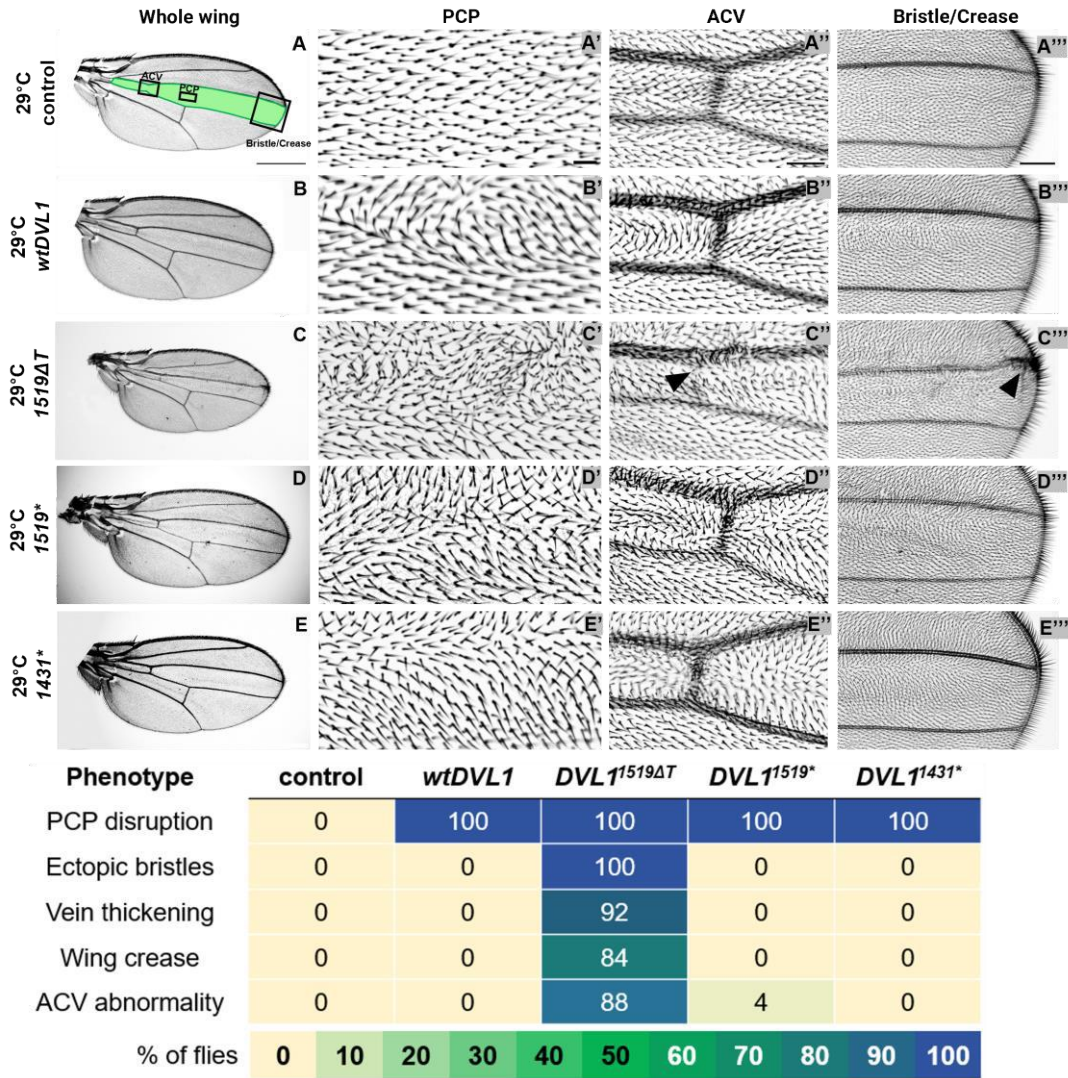 Whole wing PCP ACV Bristle/Crease
29°C control
A ACV PCP Bristle/Crease A' A'' A'''
29°C wtDVL1
B B' B'' B'''
29°C 1519ΔT
C C' C'' C'''
29°C 1519*
D D' D'' D'''
29°C 1431*
E E' E'' E'''
Phenotype control wtDVL1 DVL1^1519ΔT DVL1^1519* DVL1^1431*
PCP disruption 0 100 100 100 100
Ectopic bristles 0 0 100 0 0
Vein thickening 0 0 92 0 0
Wing crease 0 0 84 0 0
ACV abnormality 0 0 88 4 0
% of flies 0 10 20 30 40 50 60 70 80 90 100